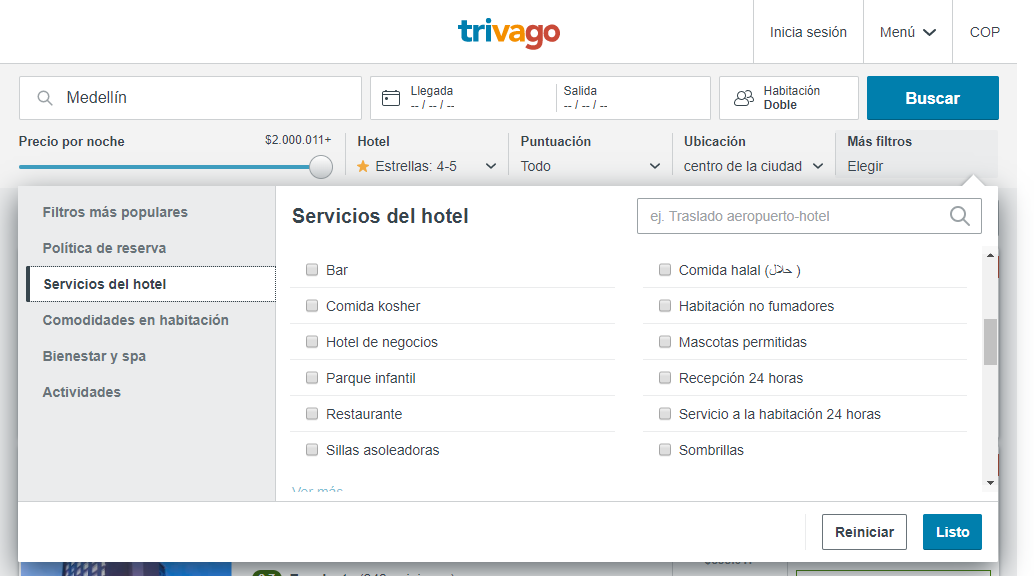 trivago
Inicia sesión
Menú
COP
Medellín
Llegada
-- / -- / --
Salida
-- / -- / --
Habitación
Doble
Buscar
Precio por noche
$2.000.011+
Hotel
Estrellas: 4-5
Puntuación
Todo
Ubicación
centro de la ciudad
Más filtros
Elegir
Filtros más populares
Política de reserva
Servicios del hotel
Comodidades en habitación
Bienestar y spa
Actividades
Servicios del hotel
ej. Traslado aeropuerto-hotel
Bar
Comida halal (حلال)
Comida kosher
Habitación no fumadores
Hotel de negocios
Mascotas permitidas
Parque infantil
Recepción 24 horas
Restaurante
Servicio a la habitación 24 horas
Sillas asoleadoras
Sombrillas
Ver más
Reiniciar
Listo